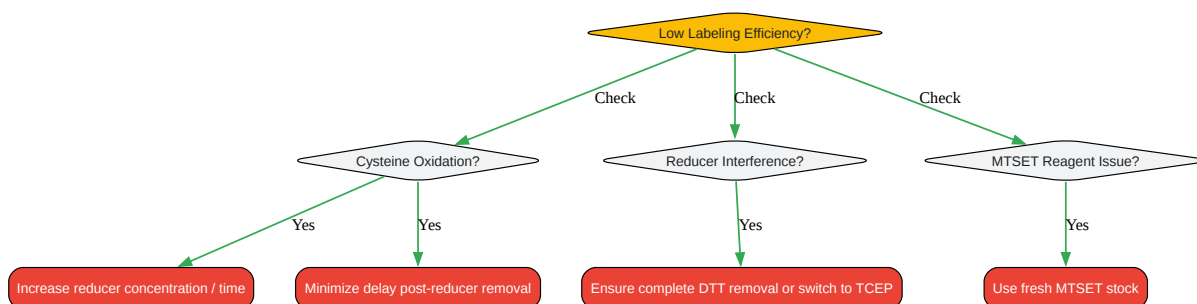 Low Labeling Efficiency?
Check
Check
Check
Cysteine Oxidation?
Reducer Interference?
MTSET Reagent Issue?
Yes
Yes
Yes
Yes
Increase reducer concentration / time
Minimize delay post-reducer removal
Ensure complete DTT removal or switch to TCEP
Use fresh MTSET stock